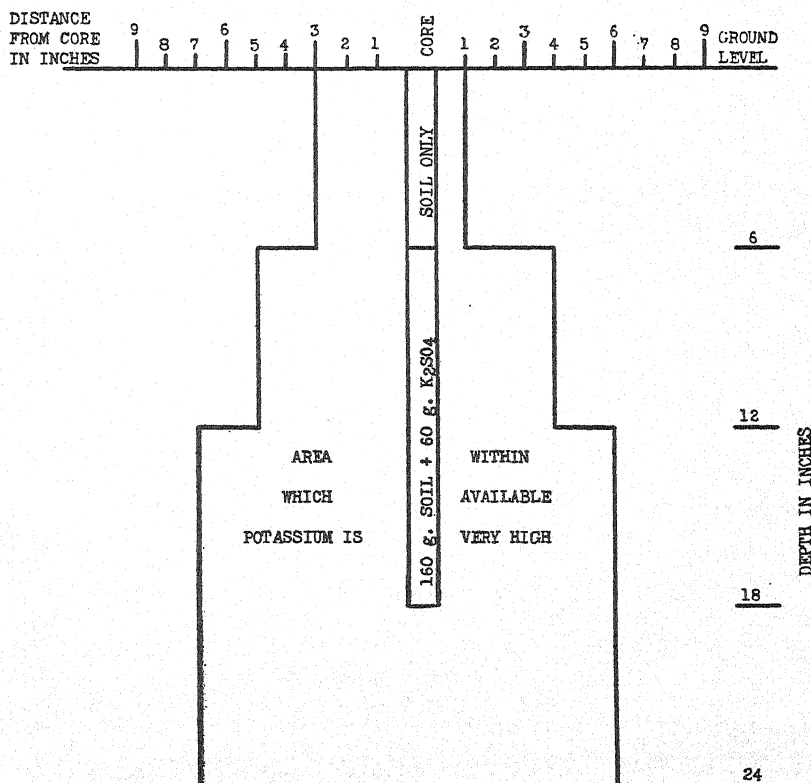 DISTANCE
FROM CORE
IN INCHES
9 8 7 6 5 4 3 2 1
CORE
1 2 3 4 5 6 7 8 9
GROUND
LEVEL
SOIL ONLY
6
160 g. SOIL + 60 g. K2SO4
12
AREA WITHIN
WHICH AVAILABLE
POTASSIUM IS VERY HIGH
DEPTH IN INCHES
18
24